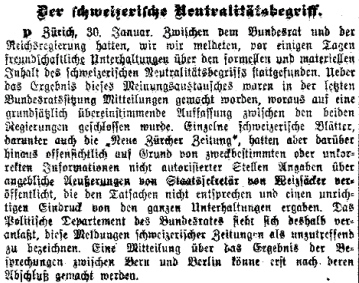 Der schweizerische Neutralitätsbegriff.
p Zürich, 30. Januar. Zwischen dem Bundesrat und der
Reichsregierung hatten, wie wir meldeten, vor einigen Tagen
freundschaftliche Unterhaltungen über den formellen und materiellen
Inhalt des schweizerischen Neutralitätsbegriffs stattgefunden. Ueber
das Ergebnis dieses Meinungsaustausches waren in der letzten
Bundesratssitzung Mitteilungen gemacht worden, woraus auf eine
grundsätzlich übereinstimmende Auffassung zwischen den beiden
Regierungen geschlossen wurde. Einzelne schweizerische Blätter,
darunter auch die „Neue Zürcher Zeitung", hatten aber darüber
hinaus offensichtlich auf Grund von zweckbestimmten oder unkor-
rekten Informationen nicht autorisierter Stellen Angaben über
angebliche Aeußerungen von Staatssekretär von Weizsäcker ver-
öffentlicht, die den Tatsachen nicht entsprechen und einen unrich-
tigen Eindruck von den ganzen Unterhaltungen ergaben. Das
Politische Departement des Bundesrates sieht sich deshalb ver-
anlaßt, diese Meldungen schweizerischer Zeitungen als unzutreffend
zu bezeichnen. Eine Mitteilung über das Ergebnis der Be-
sprechungen zwischen Bern und Berlin könne erst nach deren
Abschluß gemacht werden.